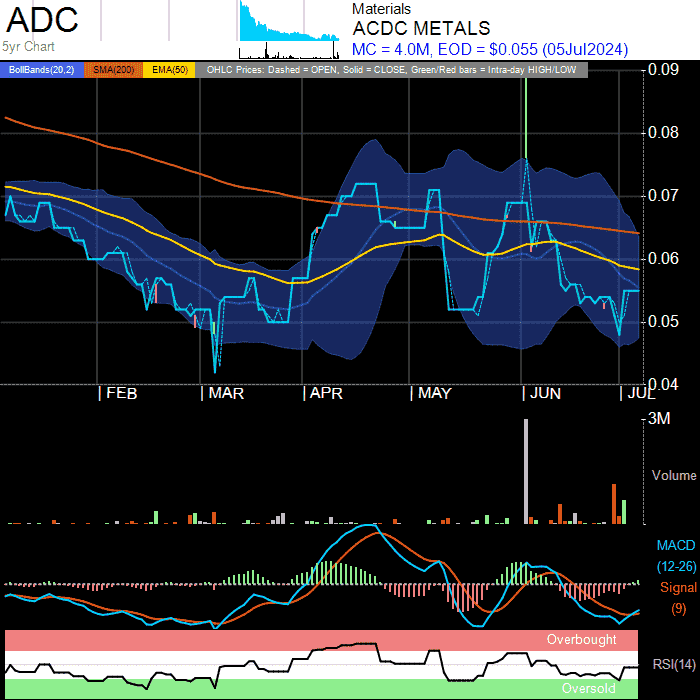 ADC
5yr Chart
Materials
ACDC METALS
MC = 4.0M, EOD = $0.055 (05Jul2024)
BollBands(20,2) SMA(200) EMA(50) OHLC Prices: Dashed = OPEN, Solid = CLOSE, Green/Red bars = Intra-day HIGH/LOW
0.09
0.08
0.07
0.06
0.05
0.04
FEB MAR APR MAY JUN JUL
3M
Volume
MACD
(12-26)
Signal
(9)
Overbought
RSI(14)
Oversold